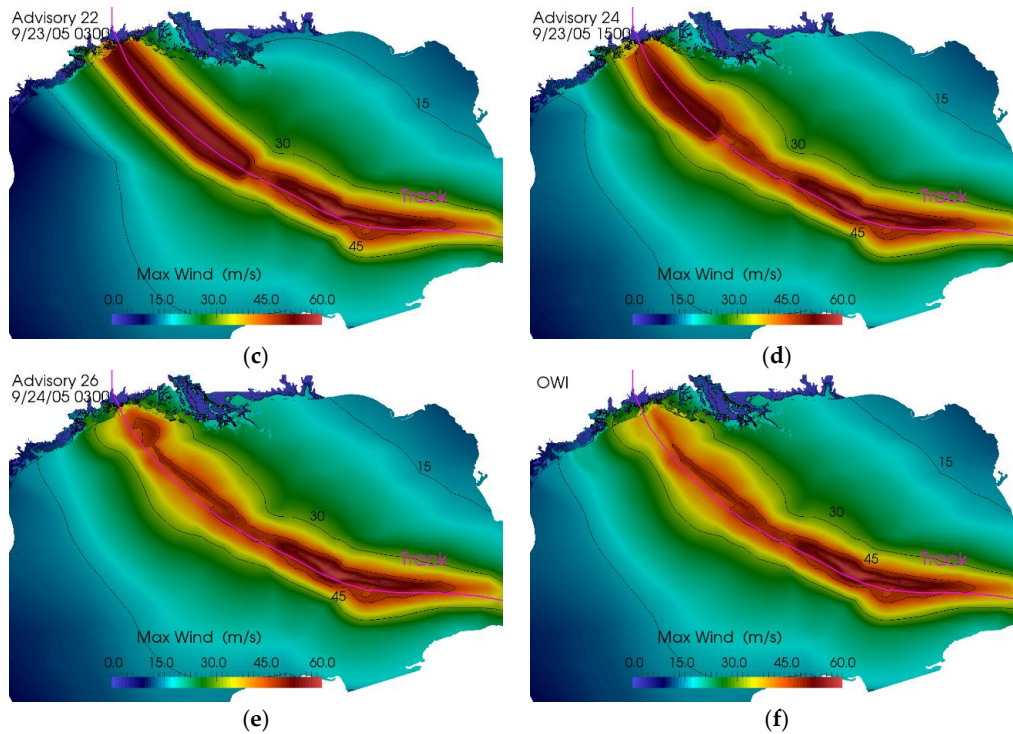 Advisory 22
9/23/05 0300
15
30
Track
45
Max Wind (m/s)
0.0 15.0 30.0 45.0 60.0
(c)
Advisory 24
9/23/05 1500
15
30
Track
45
Max Wind (m/s)
0.0 15.0 30.0 45.0 60.0
(d)
Advisory 26
9/24/05 0300
15
30
Track
45
Max Wind (m/s)
0.0 15.0 30.0 45.0 60.0
(e)
OWI
15
30
45
Track
Max Wind (m/s)
0.0 15.0 30.0 45.0 60.0
(f)